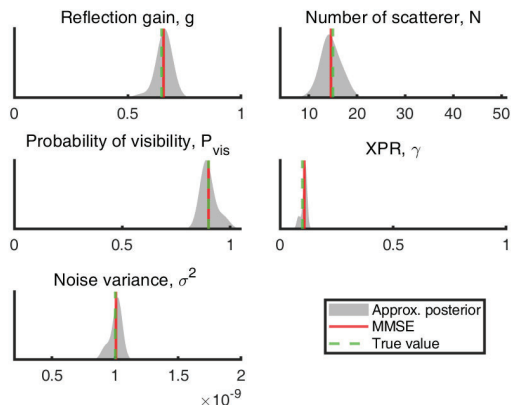 Reflection gain, g
0 0.5 1
Number of scatterer, N
10 20 30 40 50
Probability of visibility, P_vis
0 0.5 1
XPR, γ
0 0.5 1
Noise variance, σ²
0.5 1 1.5 2
×10⁻⁹
Approx. posterior
MMSE
True value